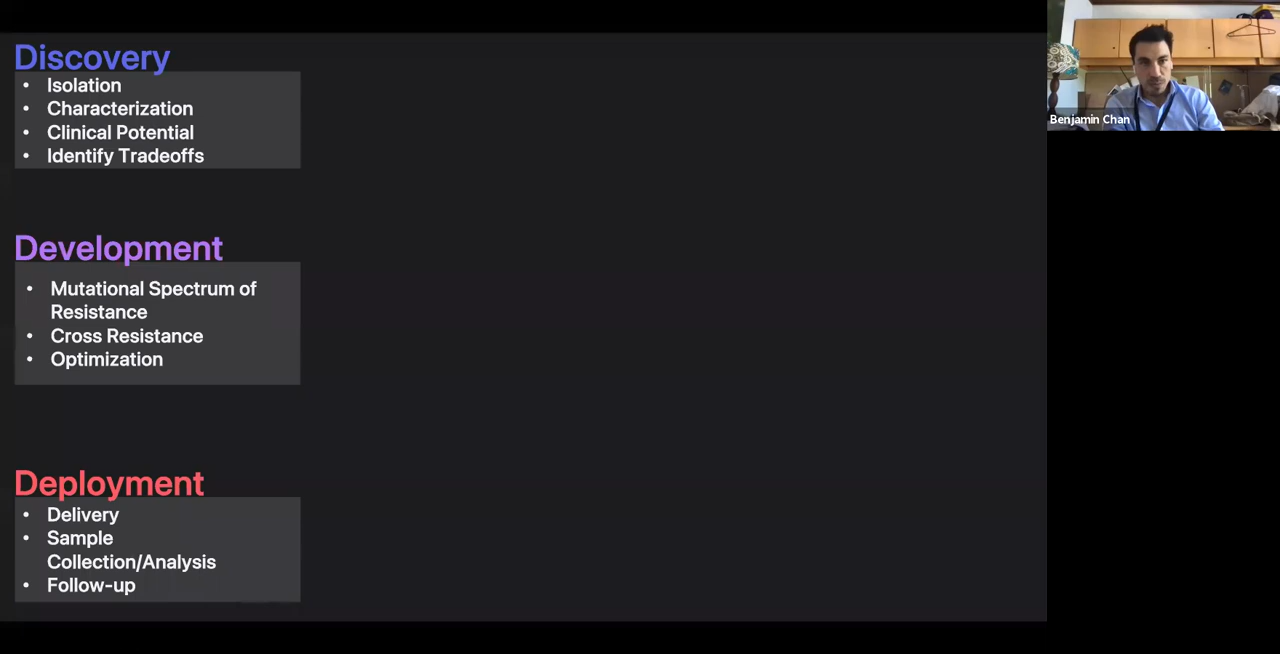 Discovery
• Isolation
• Characterization
• Clinical Potential
• Identify Tradeoffs
Development
• Mutational Spectrum of
Resistance
• Cross Resistance
• Optimization
Deployment
• Delivery
• Sample
Collection/Analysis
• Follow-up
Benjamin Chan